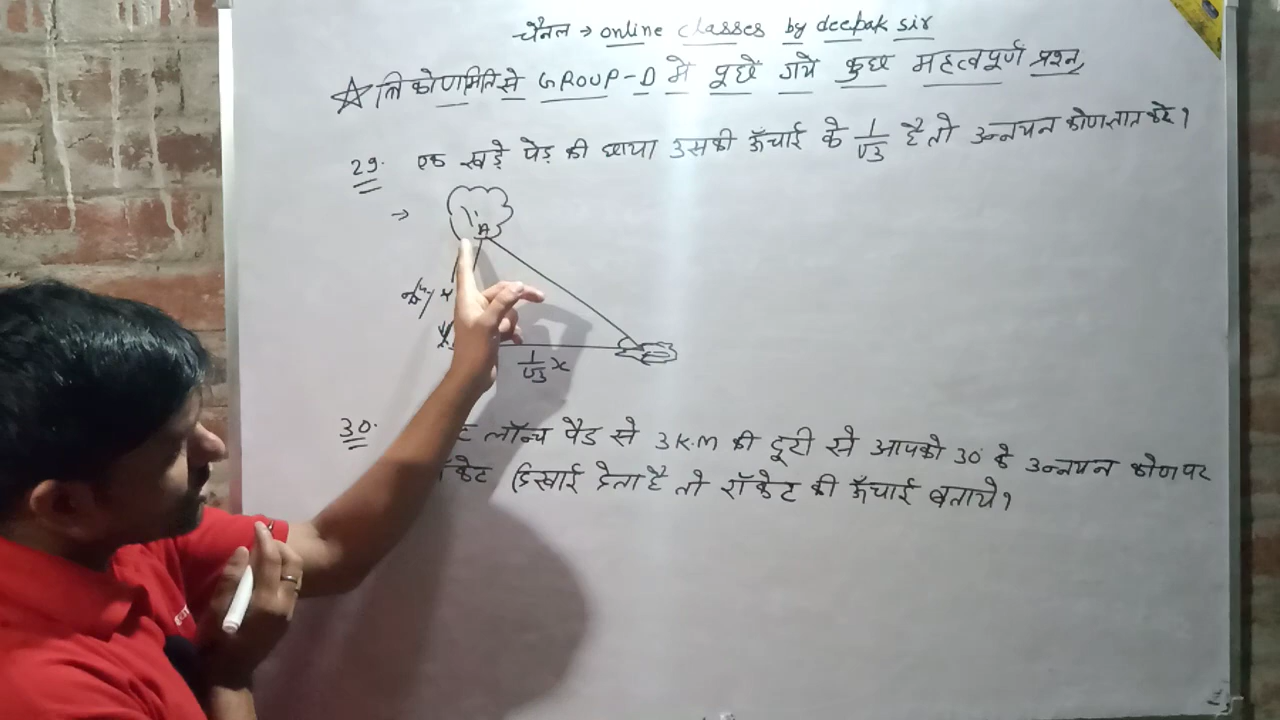 चैनल → online classes by deepak sir
☆ त्रिकोणमिति से GROUP-D मे पूछे गये कुछ महत्वपूर्ण प्रश्न
29. एक खड़े पेड़ की छाया उसकी ऊँचाई के 1/√3 है तो उन्नयन कोण ज्ञात करे ?
→
A
x
1/√3 x
30. लॉन्च पैड से 3 K.M की दूरी से आपको 30° के उन्नयन कोण पर
दिखाई देता है तो रॉकेट की ऊँचाई बताये ?